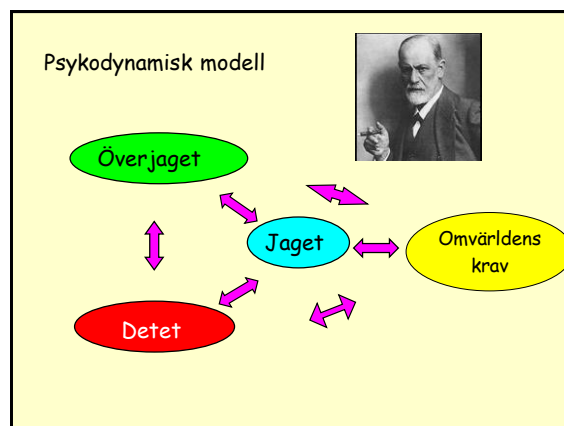 Psykodynamisk modell
Överjaget
Jaget
Omvärldens
krav
Detet